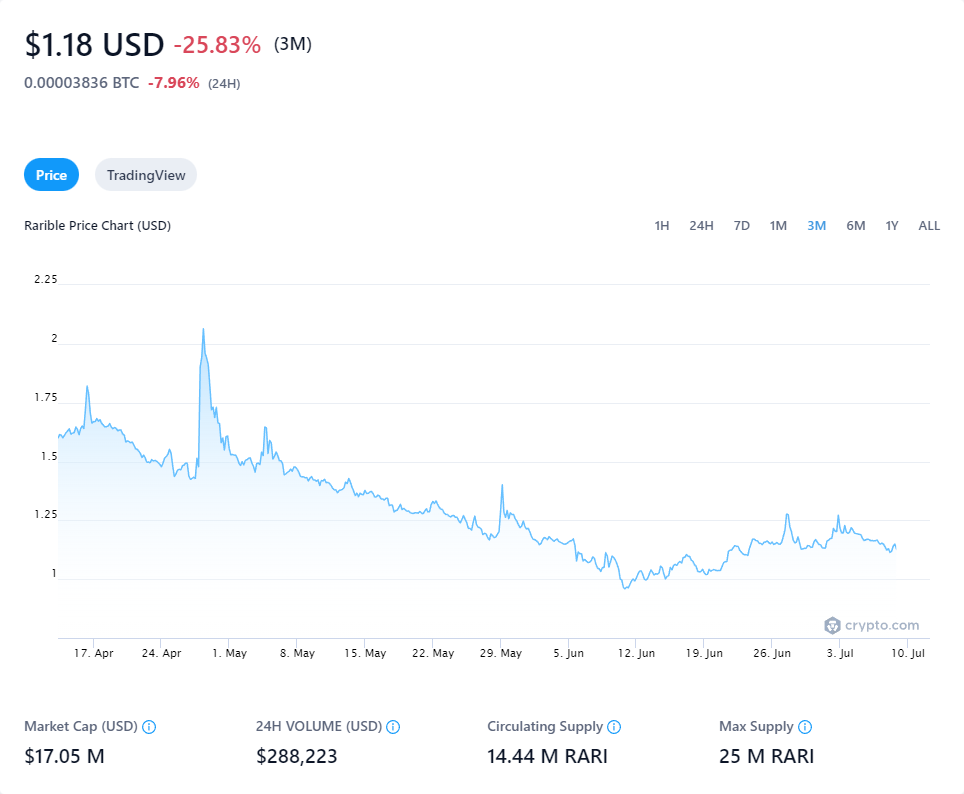 $1.18 USD -25.83% (3M)
0.00003836 BTC -7.96% (24H)
Price TradingView
Rarible Price Chart (USD) 1H 24H 7D 1M 3M 6M 1Y ALL
2.25
2
1.75
1.5
1.25
1
crypto.com
17. Apr 24. Apr 1. May 8. May 15. May 22. May 29. May 5. Jun 12. Jun 19. Jun 26. Jun 3. Jul 10. Jul
Market Cap (USD) 24H VOLUME (USD) Circulating Supply Max Supply
$17.05 M $288,223 14.44 M RARI 25 M RARI